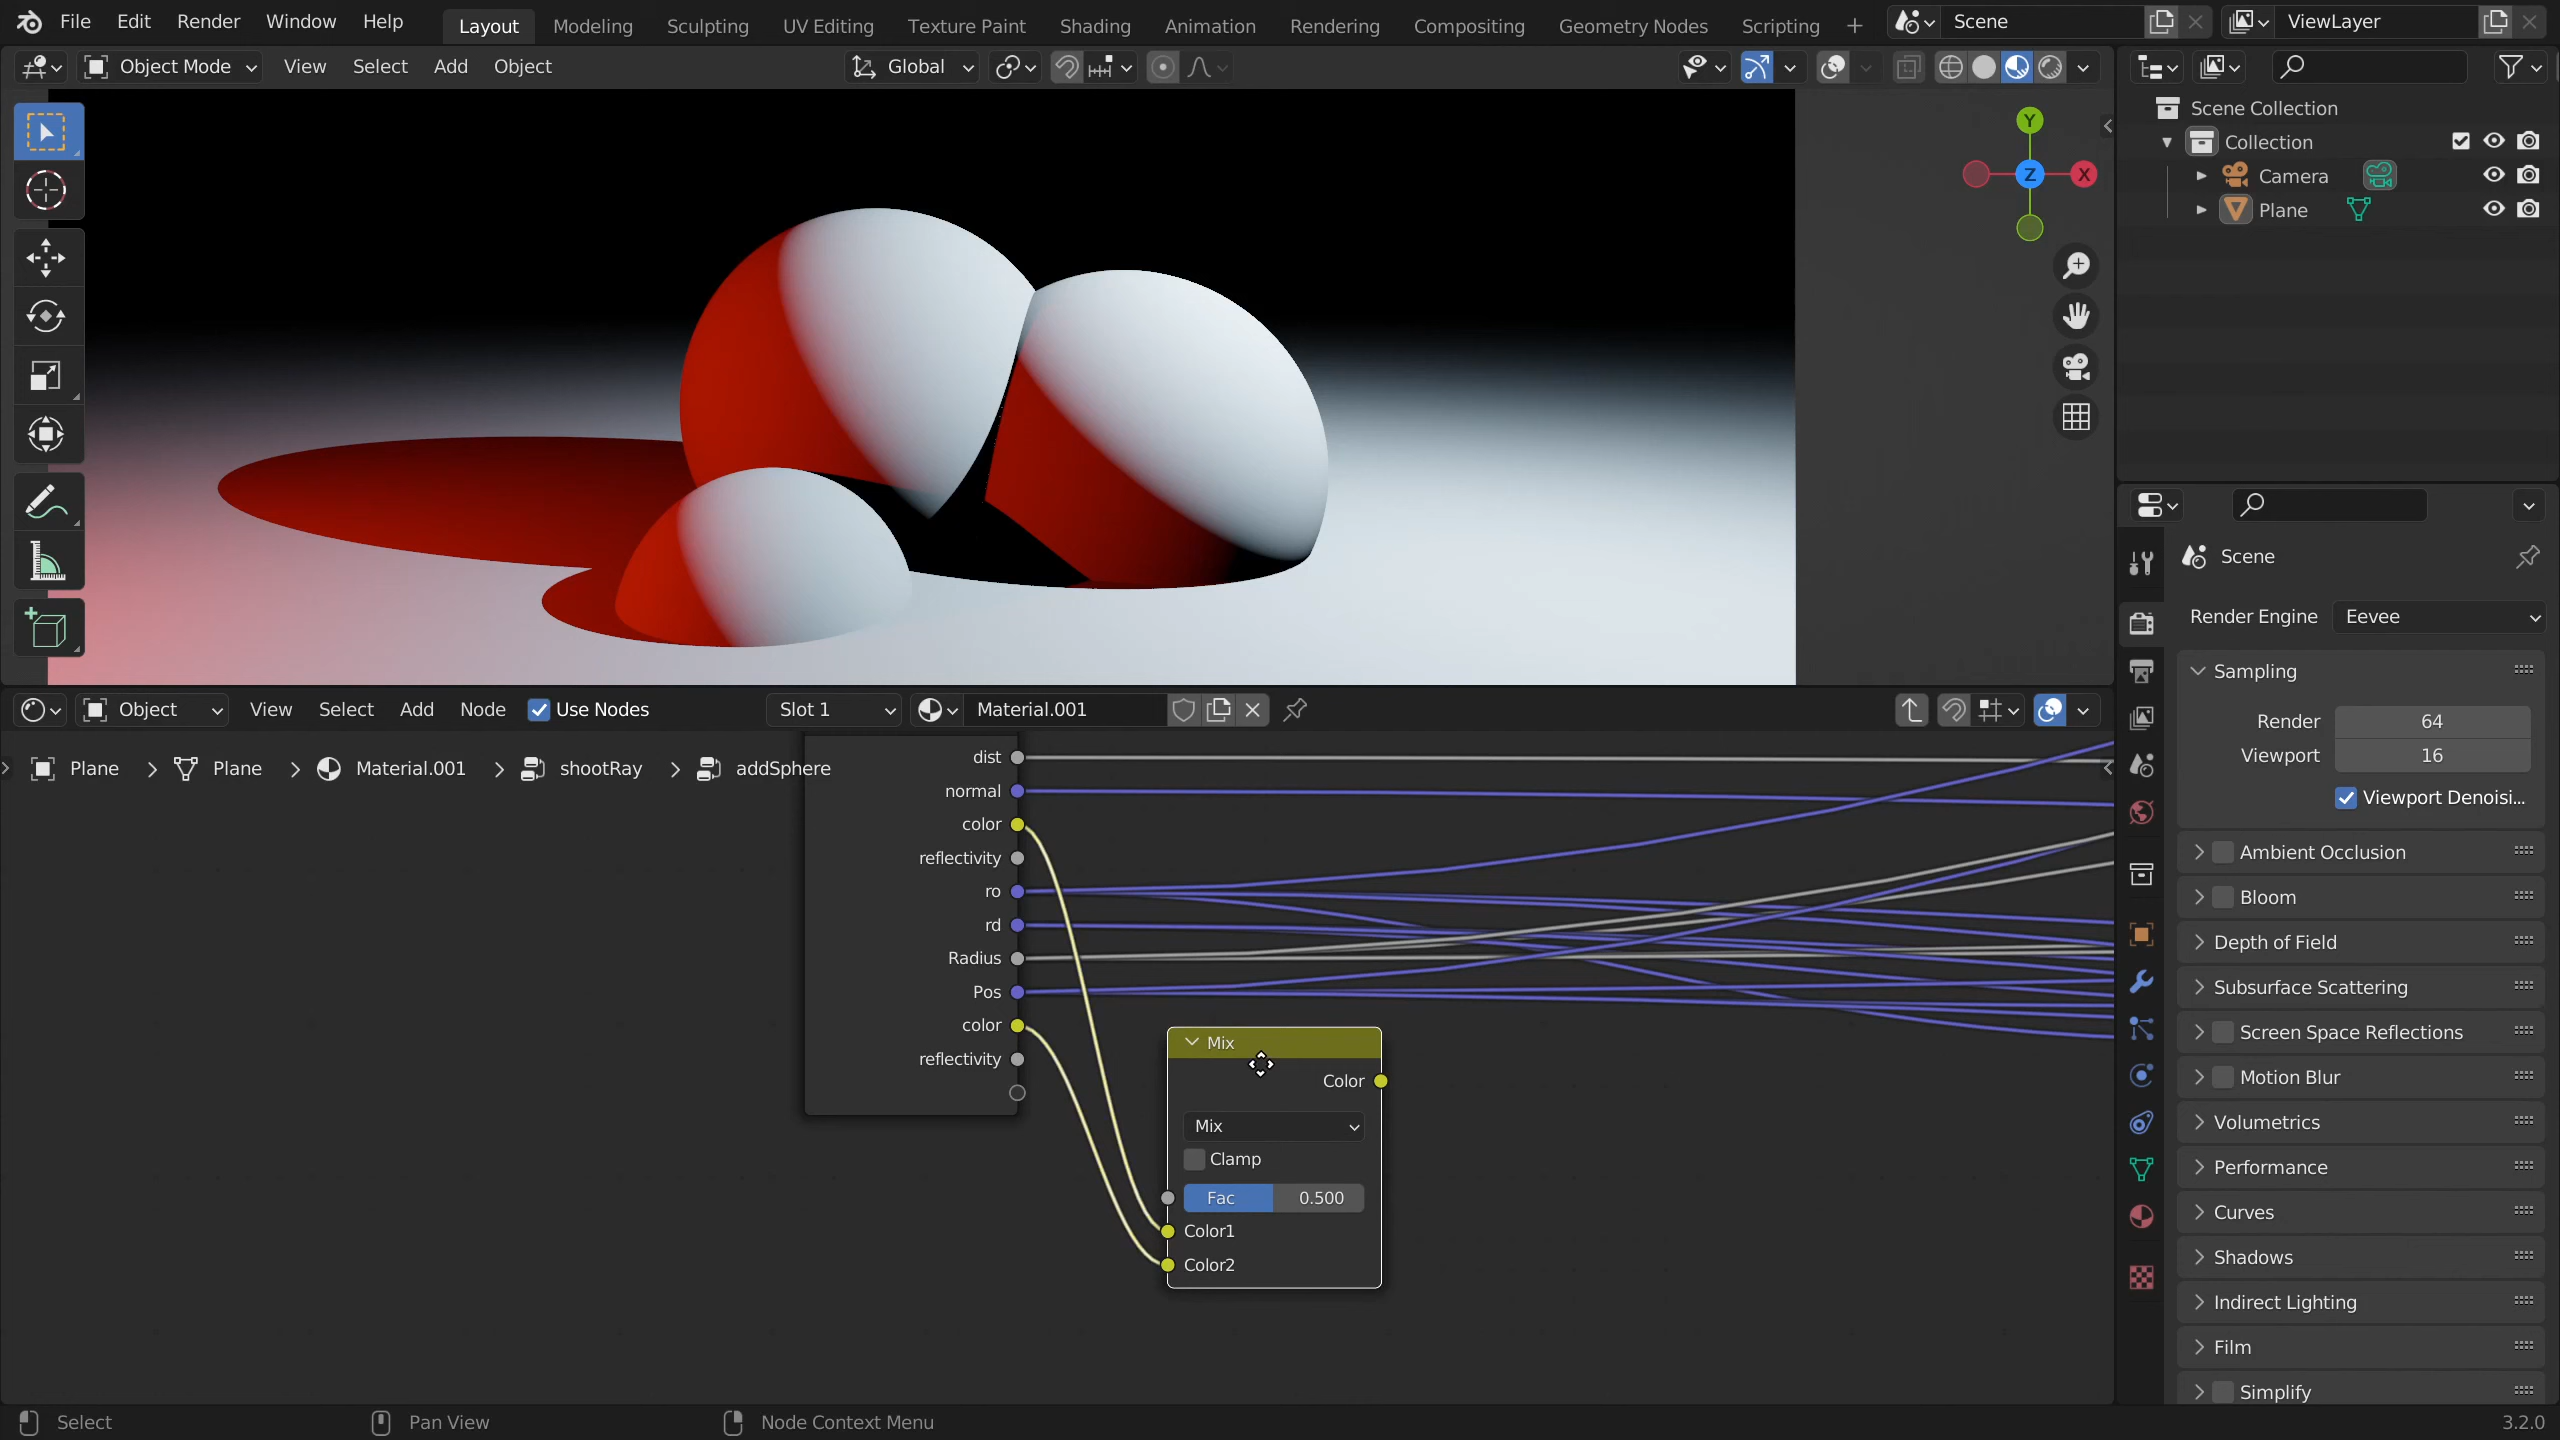 File Edit Render Window Help Layout Modeling Sculpting UV Editing Texture Paint Shading Animation Rendering Compositing Geometry Nodes Scripting + Scene ViewLayer
Object Mode View Select Add Object Global
Y
X
Z
Scene Collection
Collection
Camera
Plane
Scene
Render Engine Eevee
Sampling
Render 64
Viewport 16
Viewport Denoisi...
Ambient Occlusion
Bloom
Depth of Field
Subsurface Scattering
Screen Space Reflections
Motion Blur
Volumetrics
Performance
Curves
Shadows
Indirect Lighting
Film
Simplify
Object View Select Add Node Use Nodes Slot 1 Material.001
Plane Plane Material.001 shootRay addSphere
dist
normal
color
reflectivity
ro
rd
Radius
Pos
color
reflectivity
Mix
Color
Mix
Clamp
Fac 0.500
Color1
Color2
Select Pan View Node Context Menu 3.2.0